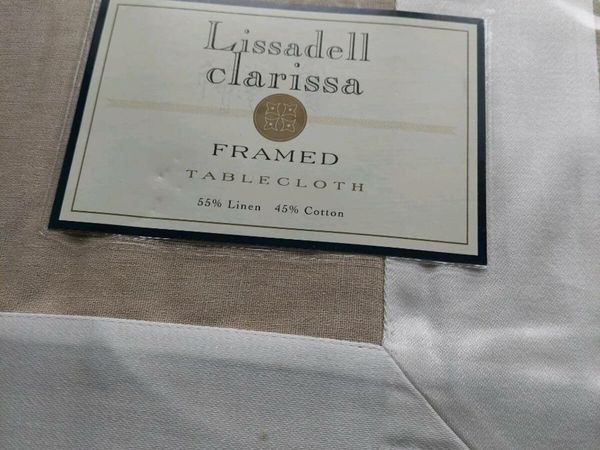 Lissadell
clarissa
FRAMED
TABLECLOTH
55% Linen 45% Cotton